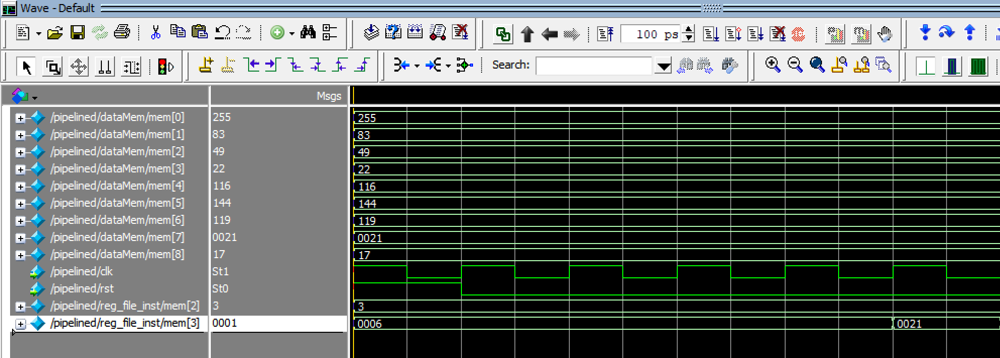 Wave - Default
100 ps
Search:
Msgs
/pipelined/dataMem/mem[0] 255 255
/pipelined/dataMem/mem[1] 83 83
/pipelined/dataMem/mem[2] 49 49
/pipelined/dataMem/mem[3] 22 22
/pipelined/dataMem/mem[4] 116 116
/pipelined/dataMem/mem[5] 144 144
/pipelined/dataMem/mem[6] 119 119
/pipelined/dataMem/mem[7] 0021 0021
/pipelined/dataMem/mem[8] 17 17
/pipelined/clk St1
/pipelined/rst St0
/pipelined/reg_file_inst/mem[2] 3 3
/pipelined/reg_file_inst/mem[3] 0001 0006 0021